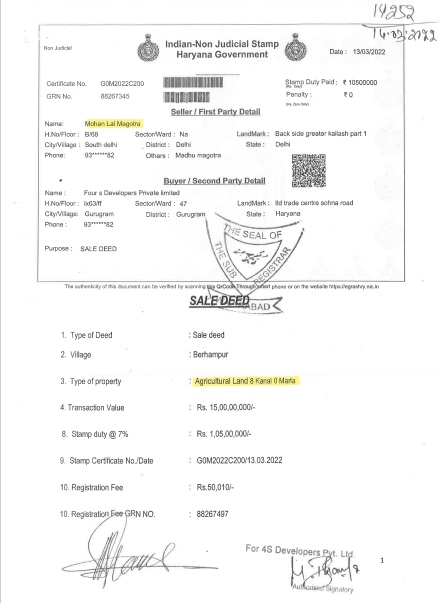 19252
14.03.2022
Indian-Non Judicial Stamp
Haryana Government
Non Judicial
Date : 13/03/2022
Certificate No. G0M2022C200
Stamp Duty Paid : ₹ 10500000
GRN No. 88267345
Penalty : ₹ 0
(Rs. Zero Only)
Seller / First Party Detail
Name: Mohan Lal Magotra
H.No/Floor : B/68 Sector/Ward : Na LandMark : Back side greater kailash part 1
City/Village : South delhi District : Delhi State : Delhi
Phone: 93******82 Others : Madhu magotra
Buyer / Second Party Detail
Name : Four s Developers Private limited
H.No/Floor : lx63/ff Sector/Ward : 47 LandMark : Ild trade centre sohna road
City/Village: Gurugram District : Gurugram State : Haryana
Phone : 93******82
THE SEAL OF
THE SUB REGISTRAR
Purpose : SALE DEED
The authenticity of this document can be verified by scanning this QrCode Through smart phone or on the website https://egrashry.nic.in
SALE DEED
1. Type of Deed : Sale deed
2. Village : Berhampur
3. Type of property : Agricultural Land 8 Kanal 0 Marla
4. Transaction Value : Rs. 15,00,00,000/-
8. Stamp duty @ 7% : Rs. 1,05,00,000/-
9. Stamp Certificate No./Date : G0M2022C200/13.03.2022
10. Registration Fee : Rs.50,010/-
10. Registration Fee GRN NO. : 88267497
For 4S Developers Pvt. Ltd.
Authorised Signatory
1